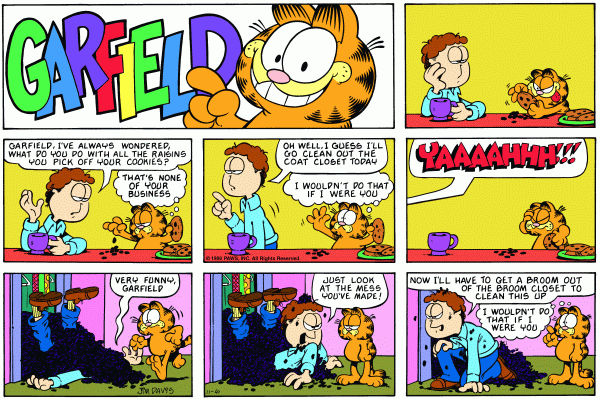 GARFIELD
GARFIELD, I'VE ALWAYS WONDERED,
WHAT DO YOU DO WITH ALL THE RAISINS
YOU PICK OFF YOUR COOKIES?
THAT'S NONE
OF YOUR
BUSINESS
OH WELL, I GUESS I'LL
GO CLEAN OUT THE
COAT CLOSET TODAY
I WOULDN'T DO THAT
IF I WERE YOU
© 1988 PAWS, INC. All Rights Reserved.
YAAAAAHHH!!!
VERY FUNNY,
GARFIELD
JIM DAVIS
JUST LOOK
AT THE MESS
YOU'VE MADE!
11-6
NOW I'LL HAVE TO GET A BROOM OUT
OF THE BROOM CLOSET TO
CLEAN THIS UP
I WOULDN'T DO
THAT IF I
WERE YOU